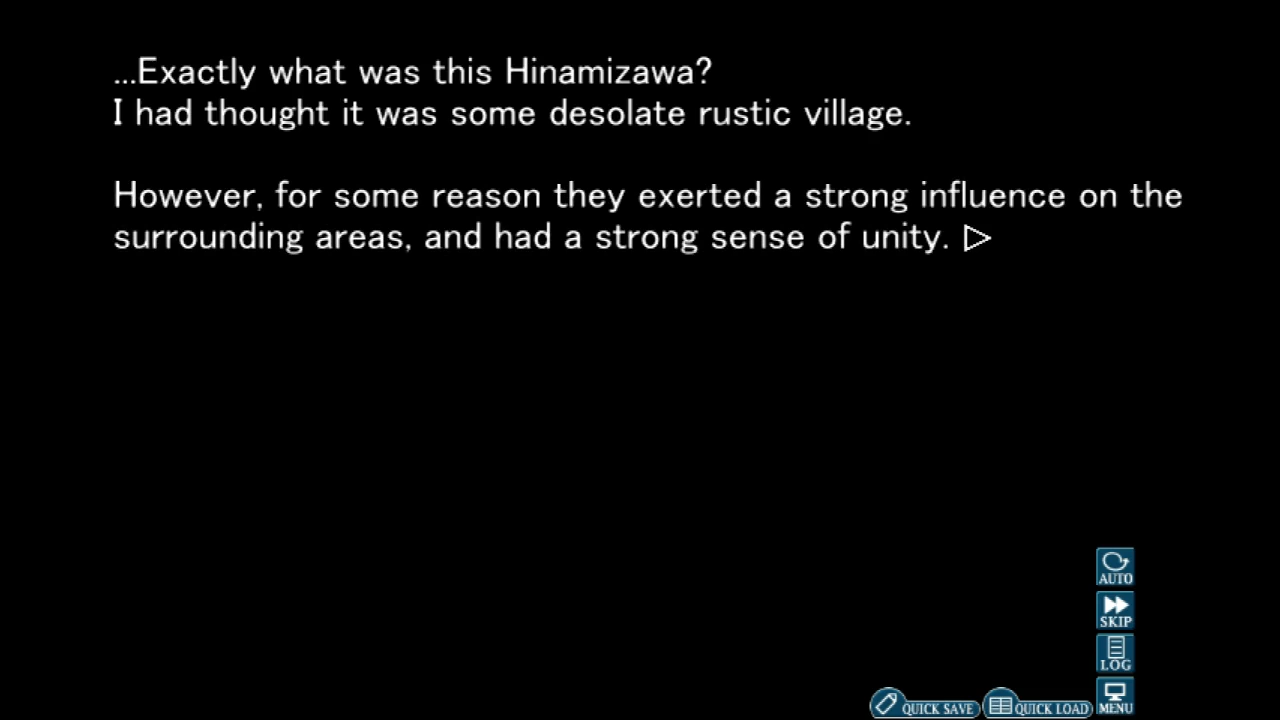 ...Exactly what was this Hinamizawa?
I had thought it was some desolate rustic village.
However, for some reason they exerted a strong influence on the
surrounding areas, and had a strong sense of unity.
AUTO
SKIP
LOG
QUICK SAVE
QUICK LOAD
MENU